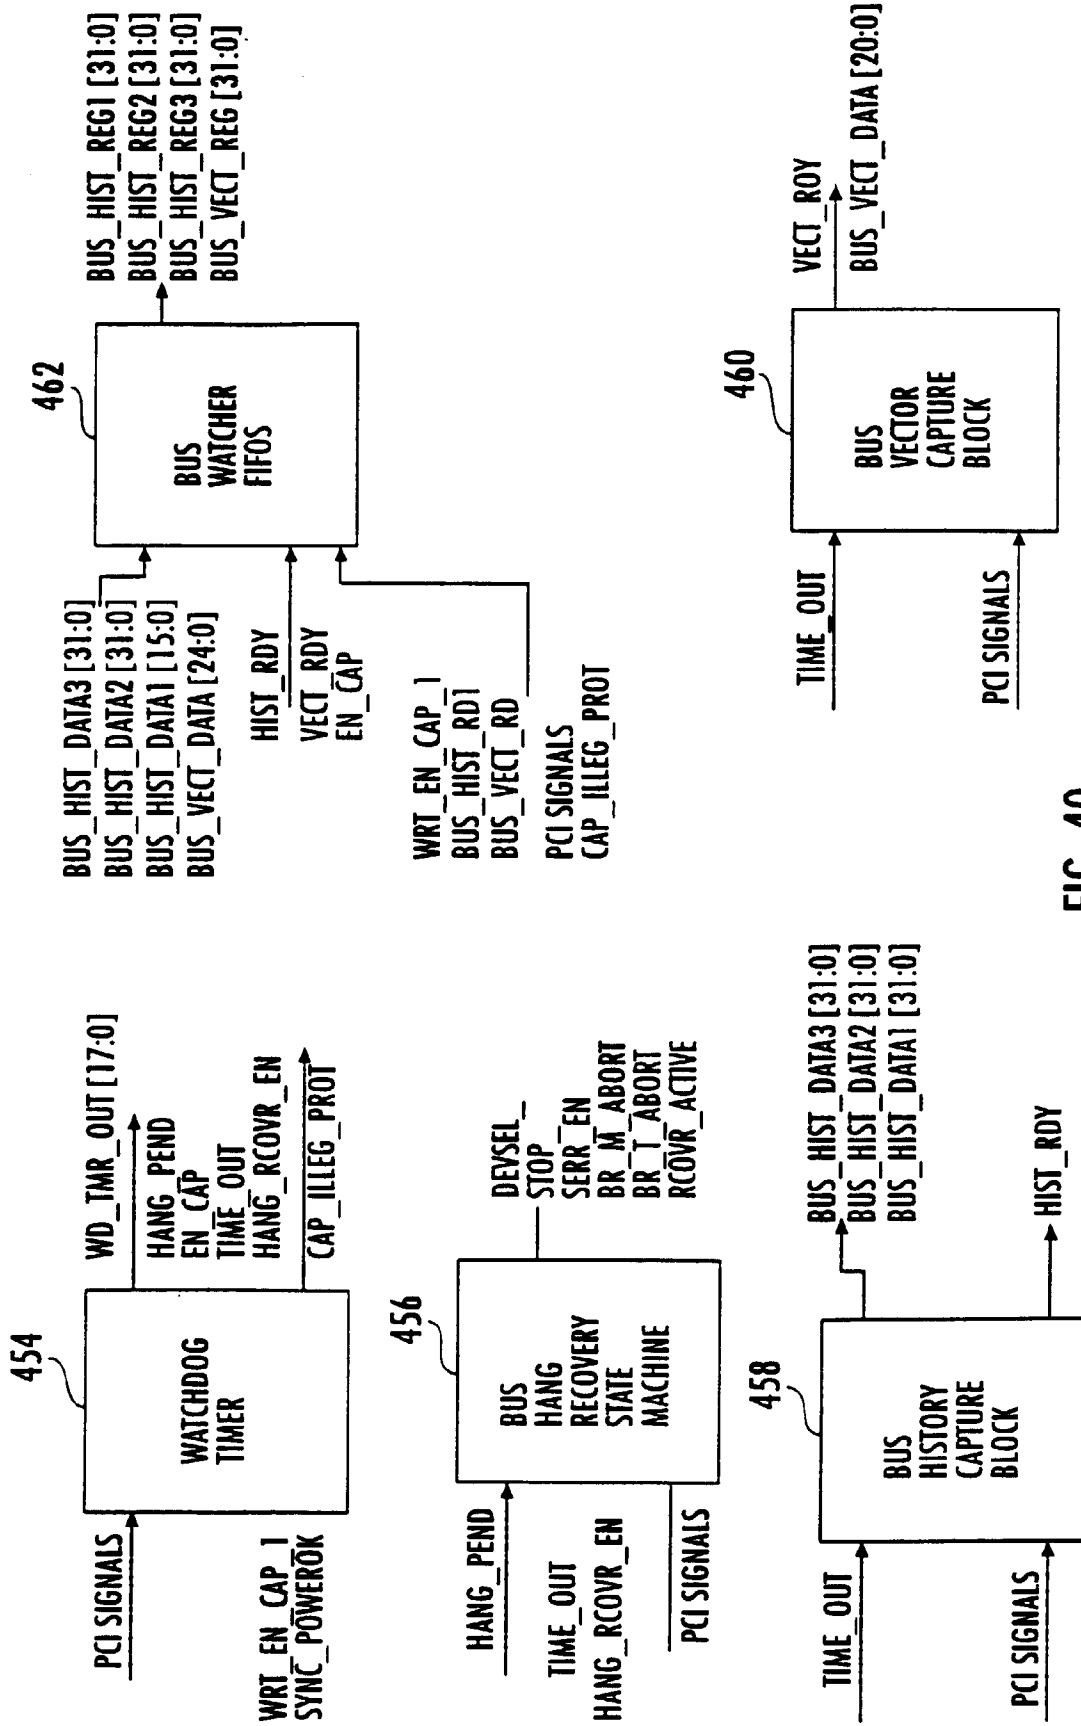 454
WATCHDOG
TIMER
PCI SIGNALS
WRT_EN_CAP_1
SYNC_POWEROK
WD_TMR_OUT [17:0]
HANG_PEND
EN_CAP
TIME_OUT
HANG_RCOVR_EN
CAP_ILLEG_PROT
456
BUS
HANG
RECOVERY
STATE
MACHINE
HANG_PEND
TIME_OUT
HANG_RCOVR_EN
PCI SIGNALS
DEVSEL_
STOP_
SERR_EN
BR_M_ABORT
BR_T_ABORT
RCOVR_ACTIVE
458
BUS
HISTORY
CAPTURE
BLOCK
TIME_OUT
PCI SIGNALS
BUS_HIST_DATA3 [31:0]
BUS_HIST_DATA2 [31:0]
BUS_HIST_DATA1 [31:0]
HIST_RDY
462
BUS
WATCHER
FIFOS
BUS_HIST_DATA3 [31:0]
BUS_HIST_DATA2 [31:0]
BUS_HIST_DATA1 [15:0]
BUS_VECT_DATA [24:0]
HIST_RDY
VECT_RDY
EN_CAP
WRT_EN_CAP_1
BUS_HIST_RD1
BUS_VECT_RD
PCI SIGNALS
CAP_ILLEG_PROT
BUS_HIST_REG1 [31:0]
BUS_HIST_REG2 [31:0]
BUS_HIST_REG3 [31:0]
BUS_VECT_REG [31:0]
460
BUS
VECTOR
CAPTURE
BLOCK
TIME_OUT
PCI SIGNALS
VECT_ROY
BUS_VECT_DATA [20:0]